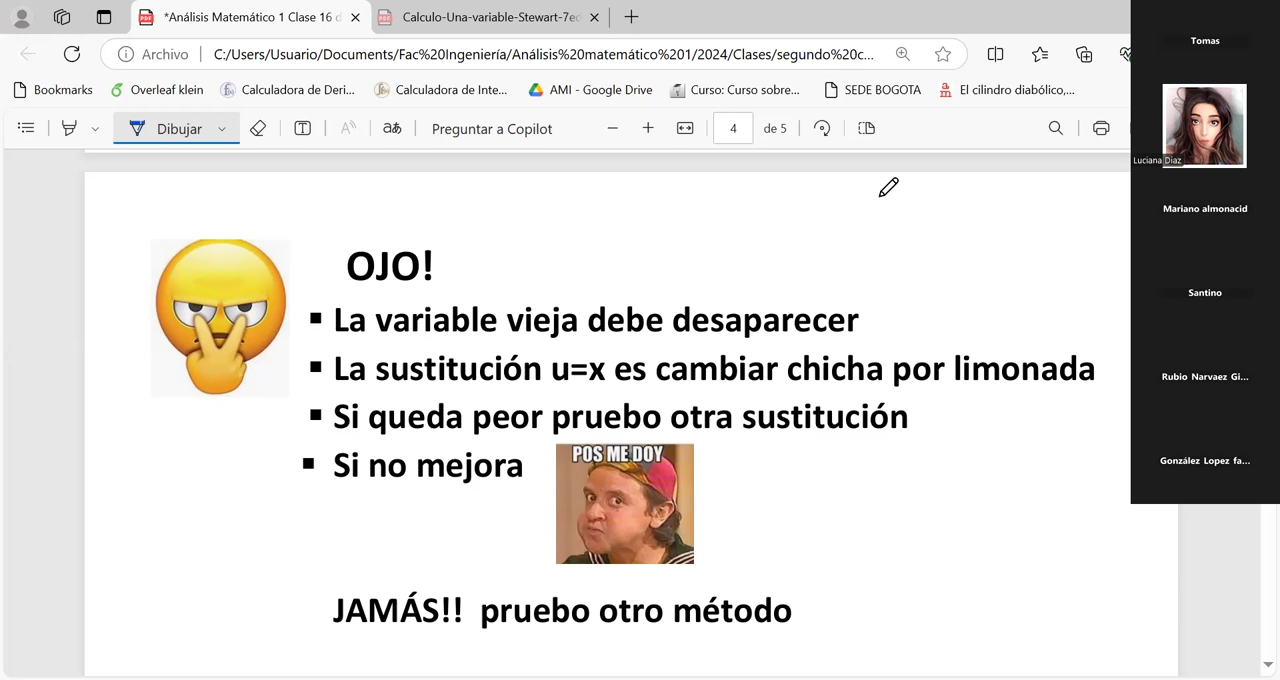 *Análisis Matemático 1 Clase 16 d
Calculo-Una-variable-Stewart-7ed
Archivo
C:/Users/Usuario/Documents/Fac%20Ingenieria/Análisis%20matemático%201/2024/Clases/segundo%20c...
Bookmarks
Overleaf klein
Calculadora de Deri...
Calculadora de Inte...
AMI - Google Drive
Curso: Curso sobre...
SEDE BOGOTA
El cilindro diabólico,...
Dibujar
aあ
Preguntar a Copilot
4
de 5
Tomas
Luciana Diaz
Mariano almonacid
Santino
Rubio Narvaez Gi...
González Lopez fa...
OJO!
▪ La variable vieja debe desaparecer
▪ La sustitución u=x es cambiar chicha por limonada
▪ Si queda peor pruebo otra sustitución
▪ Si no mejora
POS ME DOY
JAMÁS!! pruebo otro método